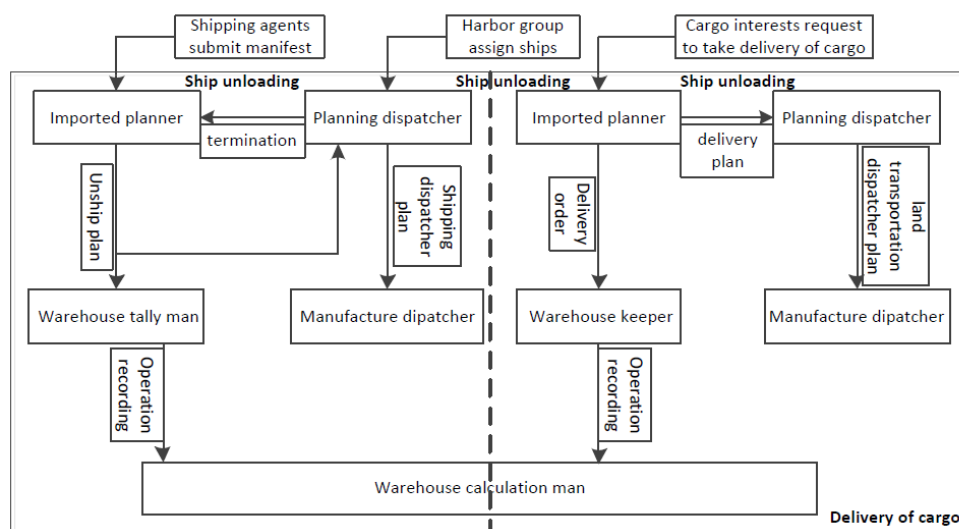 Shipping agents
submit manifest
Harbor group
assign ships
Cargo interests request
to take delivery of cargo
Ship unloading
Ship unloading
Ship unloading
Imported planner
Planning dispatcher
Imported planner
Planning dispatcher
termination
delivery
plan
Unship plan
Shipping
dispatcher
plan
Delivery
order
land
transportation
dispatcher plan
Warehouse tally man
Manufacture dipatcher
Warehouse keeper
Manufacture dipatcher
Operation
recording
Operation
recording
Warehouse calculation man
Delivery of cargo